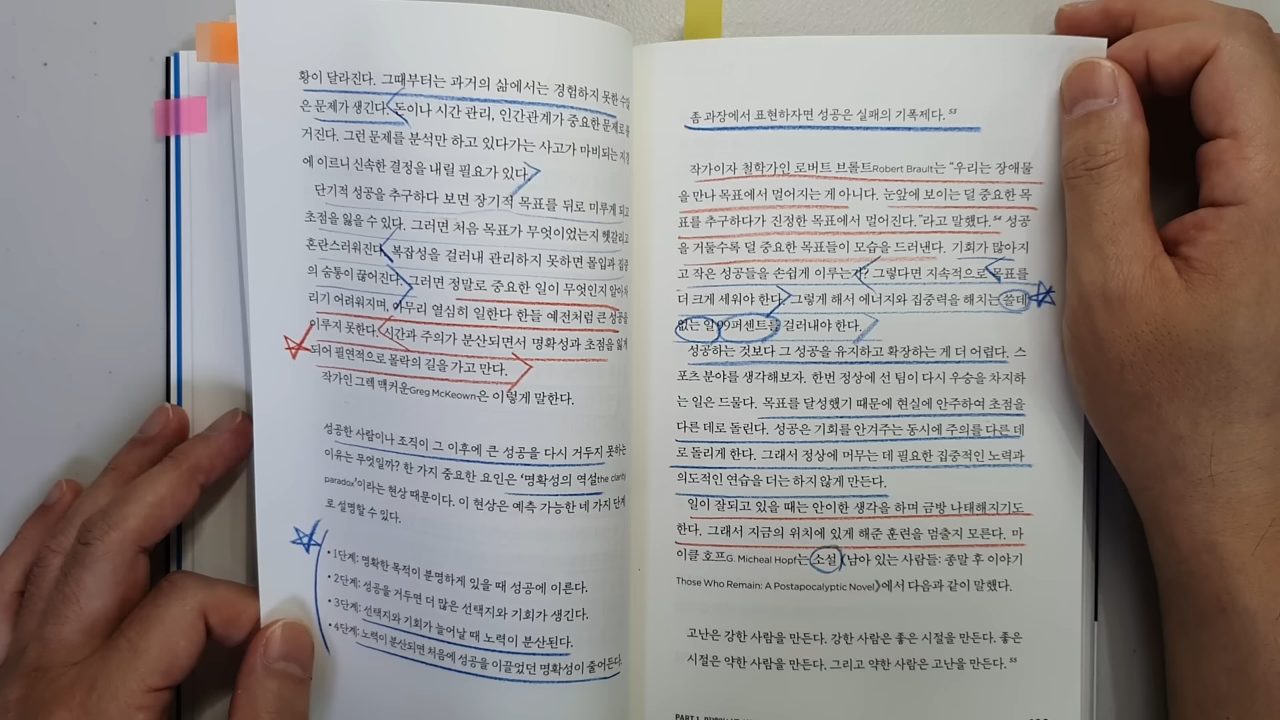 황이 달라진다. 그때부터는 과거의 삶에서는 경험하지 못한
은 문제가 생긴다. 돈이나 시간 관리, 인간관계가 중요한 문제로
거진다. 그런 문제를 분석만 하고 있다가는 사고가 마비되는
에 이르니 신속한 결정을 내릴 필요가 있다.
단기적 성공을 추구하다 보면 장기적 목표를 뒤로 미루게 되고
초점을 잃을 수 있다. 그러면 처음 목표가 무엇이었는지 헷갈리고
혼란스러워진다. 복잡성을 걸러내 관리하지 못하면 몰입과 집중
의 숨통이 끊어진다. 그러면 정말로 중요한 일이 무엇인지 알아차
리기 어려워지며, 아무리 열심히 일한다 한들 예전처럼 큰 성공을
이루지 못한다. 시간과 주의가 분산되면서 명확성과 초점을 잃게
되어 필연적으로 몰락의 길을 가고 만다.
작가인 그렉 맥커운Greg McKeown은 이렇게 말한다.
성공한 사람이나 조직이 그 이후에 큰 성공을 다시 거두지 못하는
이유는 무엇일까? 한 가지 중요한 요인은 '명확성의 역설the clarity
paradox'이라는 현상 때문이다. 이 현상은 예측 가능한 네 가지 단계
로 설명할 수 있다.
• 1단계: 명확한 목적이 분명하게 있을 때 성공에 이른다.
• 2단계: 성공을 거두면 더 많은 선택지와 기회가 생긴다.
• 3단계: 선택지와 기회가 늘어날 때 노력이 분산된다.
• 4단계: 노력이 분산되면 처음에 성공을 이끌었던 명확성이 줄어든다.
좀 과장해서 표현하자면 성공은 실패의 기폭제다.⁵³
작가이자 철학가인 로버트 브롤트Robert Brault는 "우리는 장애물
을 만나 목표에서 멀어지는 게 아니다. 눈앞에 보이는 덜 중요한 목
표를 추구하다가 진정한 목표에서 멀어진다."라고 말했다.⁵⁴ 성공
을 거둘수록 덜 중요한 목표들이 모습을 드러낸다. 기회가 많아지
고 작은 성공들을 손쉽게 이루는가? 그렇다면 지속적으로 목표를
더 크게 세워야 한다. 그렇게 해서 에너지와 집중력을 해치는 쓸데
없는 일 99퍼센트를 걸러내야 한다.
성공하는 것보다 그 성공을 유지하고 확장하는 게 더 어렵다. 스
포츠 분야를 생각해보자. 한번 정상에 선 팀이 다시 우승을 차지하
는 일은 드물다. 목표를 달성했기 때문에 현실에 안주하여 초점을
다른 데로 돌린다. 성공은 기회를 안겨주는 동시에 주의를 다른 데
로 돌리게 한다. 그래서 정상에 머무는 데 필요한 집중적인 노력과
의도적인 연습을 더는 하지 않게 만든다.
일이 잘되고 있을 때는 안이한 생각을 하며 금방 나태해지기도
한다. 그래서 지금의 위치에 있게 해준 훈련을 멈출지 모른다. 마
이클 호프G. Micheal Hopf는 소설 《남아 있는 사람들: 종말 후 이야기
Those Who Remain: A Postapocalyptic Novel》에서 다음과 같이 말했다.
고난은 강한 사람을 만든다. 강한 사람은 좋은 시절을 만든다. 좋은
시절은 약한 사람을 만든다. 그리고 약한 사람은 고난을 만든다.⁵⁵
PART 1